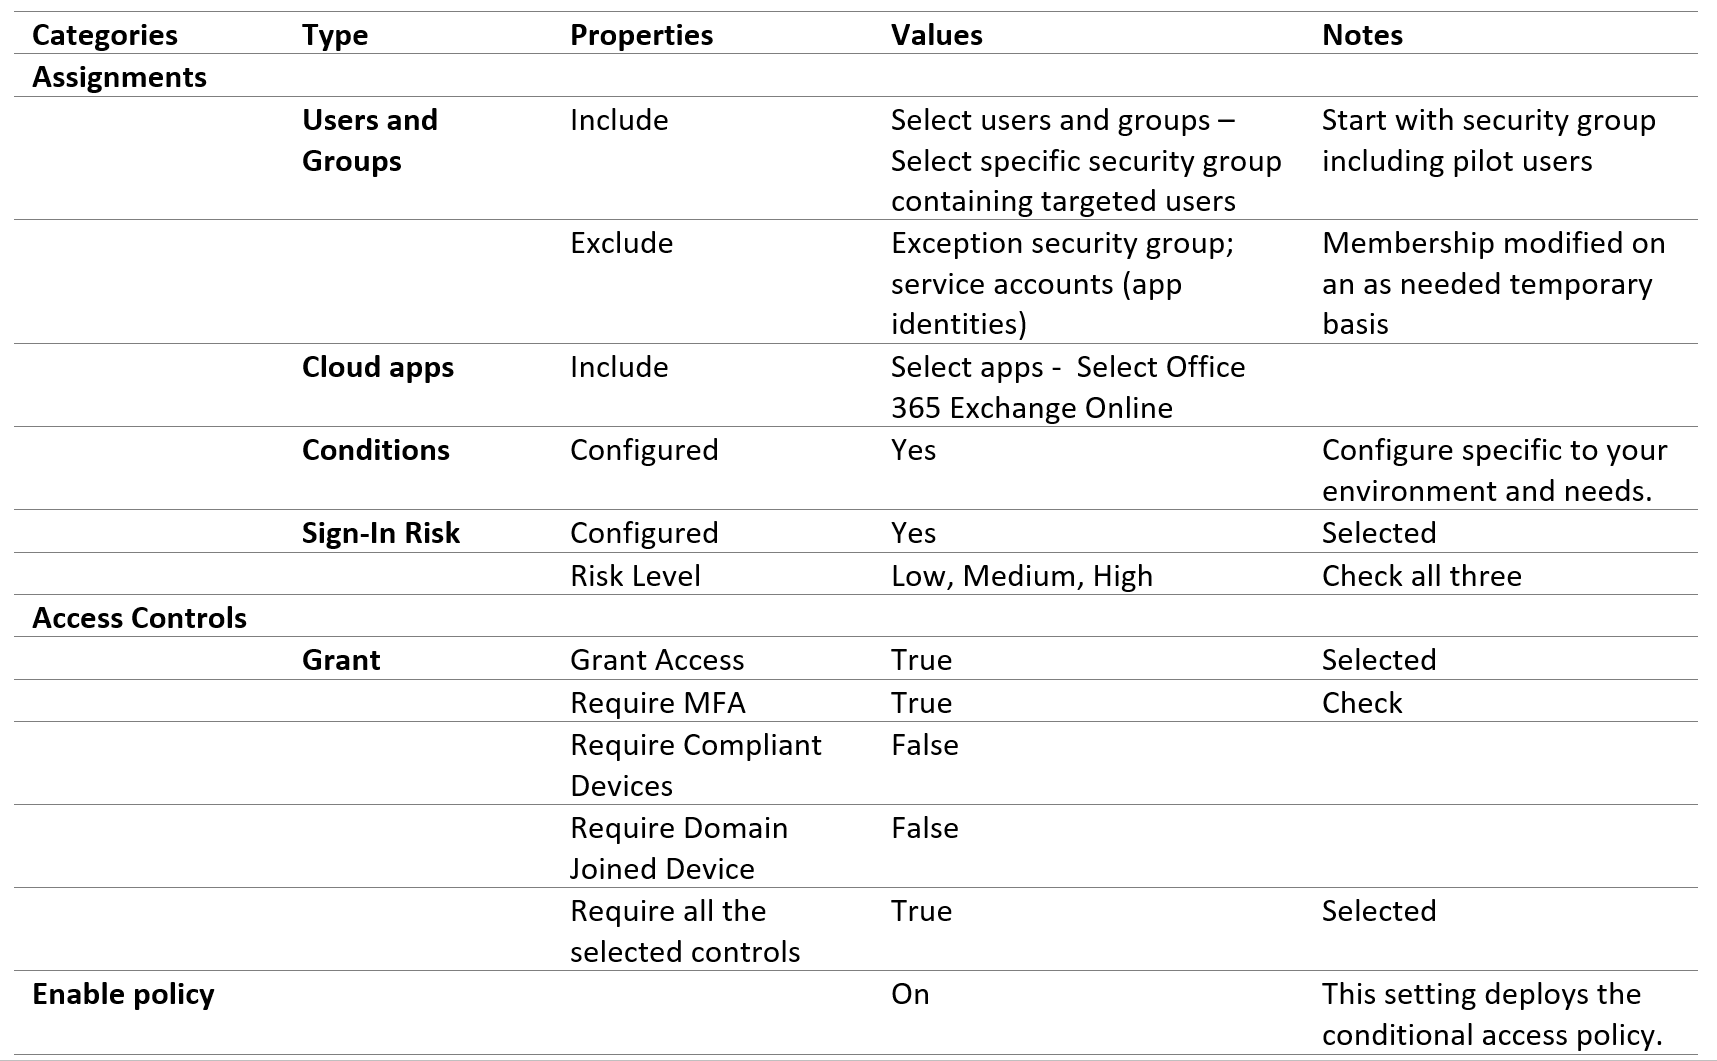 Categories Type Properties Values Notes
Assignments
Users and Include Select users and groups – Start with security group
Groups Select specific security group including pilot users
containing targeted users
Exclude Exception security group; Membership modified on
service accounts (app an as needed temporary
identities) basis
Cloud apps Include Select apps -  Select Office
365 Exchange Online
Conditions Configured Yes Configure specific to your
environment and needs.
Sign-In Risk Configured Yes Selected
Risk Level Low, Medium, High Check all three
Access Controls
Grant Grant Access True Selected
Require MFA True Check
Require Compliant False
Devices
Require Domain False
Joined Device
Require all the True Selected
selected controls
Enable policy On This setting deploys the
conditional access policy.